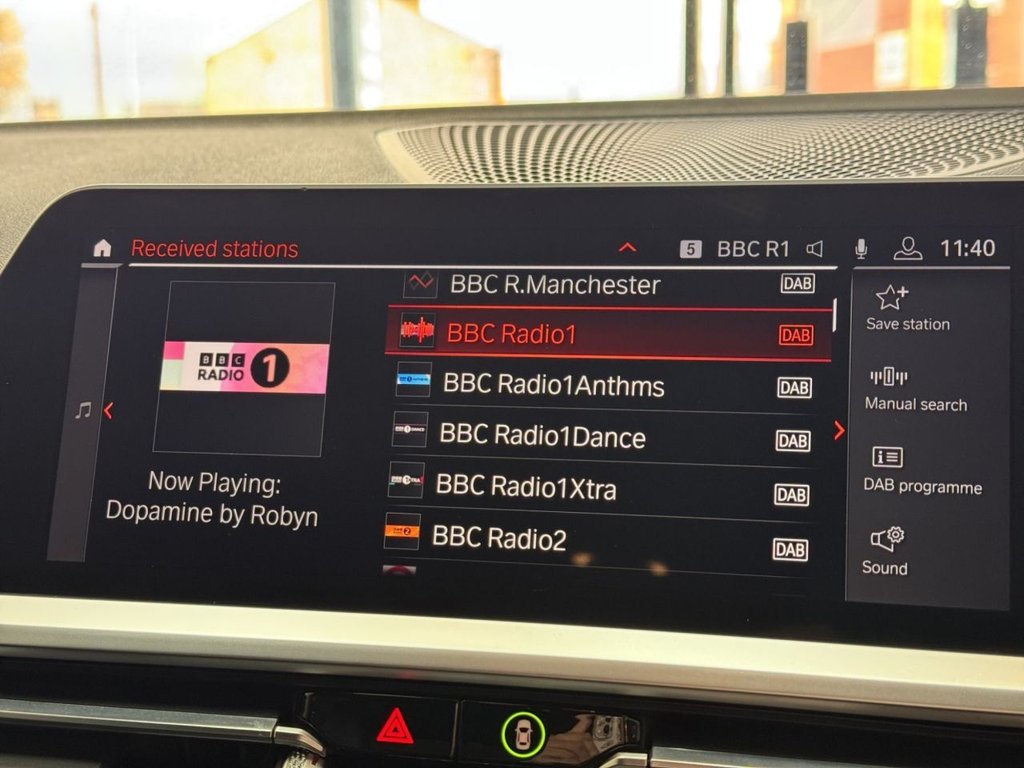 Received stations
5 BBC R1
11:40
BBC R.Manchester DAB
BBC Radio1 DAB
BBC Radio1Anthms DAB
BBC Radio1Dance DAB
BBC Radio1Xtra DAB
BBC Radio2 DAB
BBC
RADIO 1
Now Playing:
Dopamine by Robyn
Save station
Manual search
DAB programme
Sound